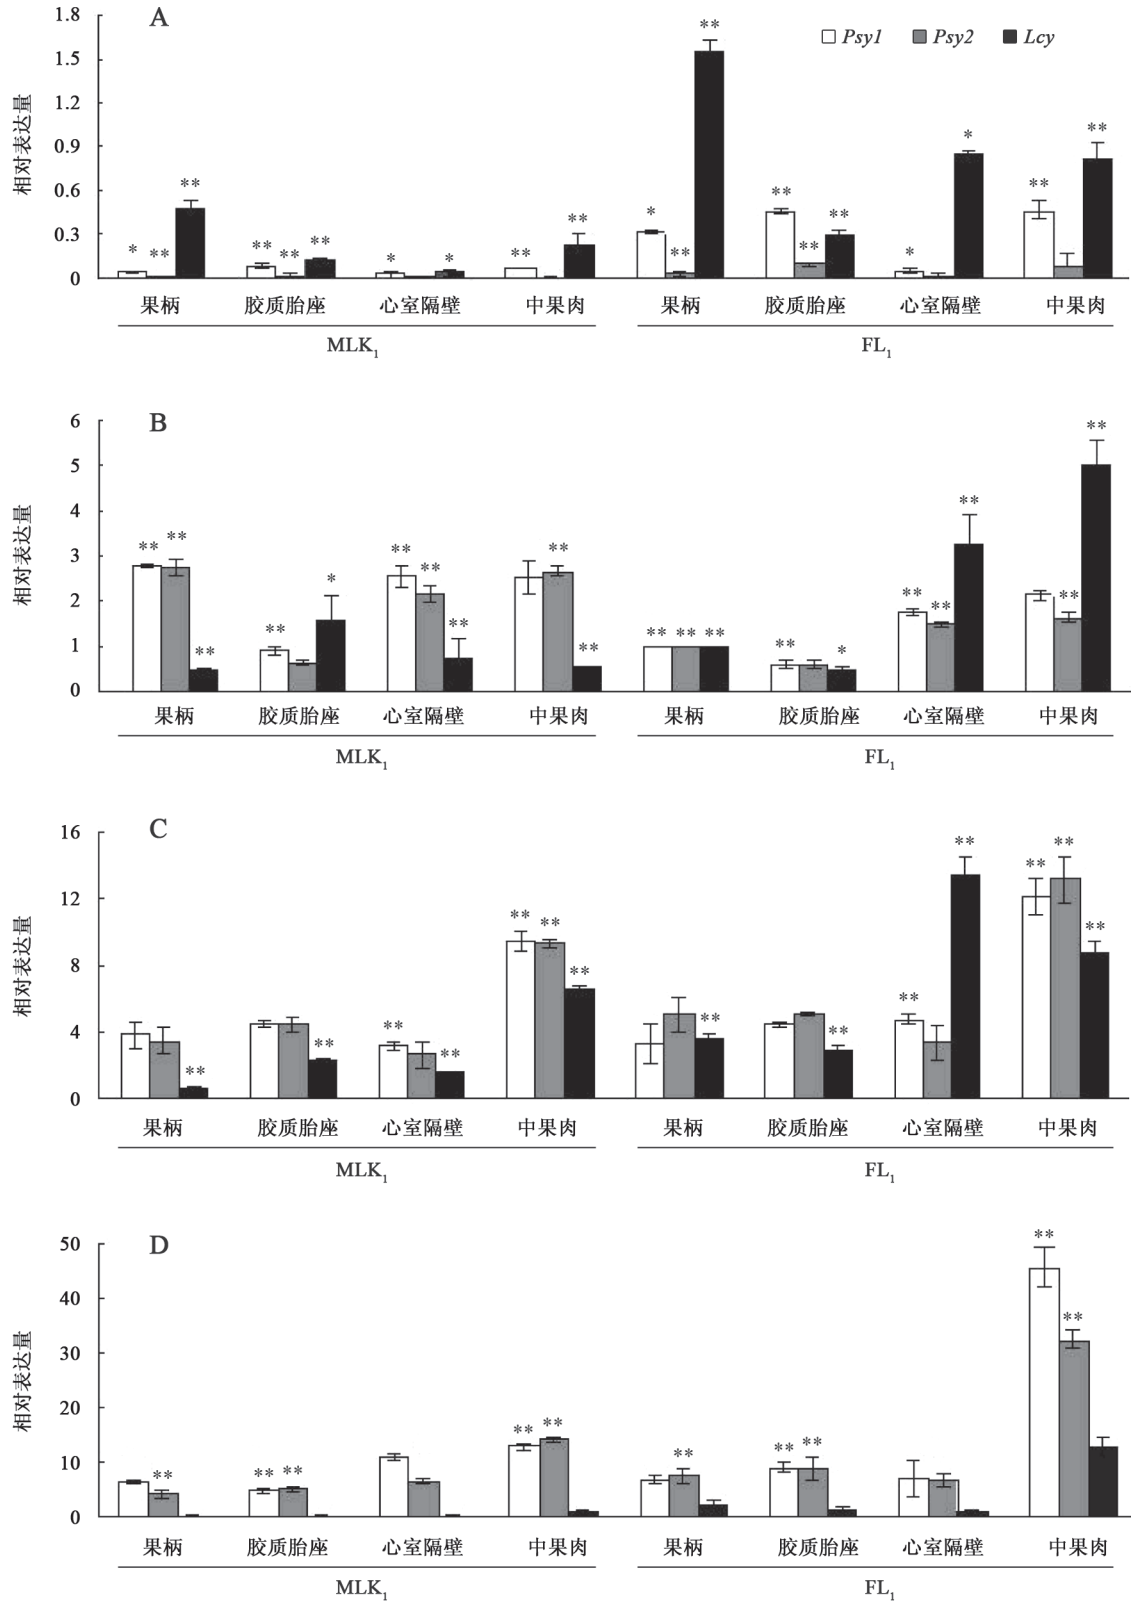 A
Psy1 Psy2 Lcy
相对表达量
1.8
1.5
1.2
0.9
0.6
0.3
0
* ** ** ** ** ** * * ** ** * ** ** ** ** ** * * ** **
果柄 胶质胎座 心室隔壁 中果肉 果柄 胶质胎座 心室隔壁 中果肉
MLK1 FL1
B
相对表达量
6
5
4
3
2
1
0
** ** ** ** * ** ** ** ** ** ** ** ** ** * ** ** ** ** **
果柄 胶质胎座 心室隔壁 中果肉 果柄 胶质胎座 心室隔壁 中果肉
MLK1 FL1
C
相对表达量
16
12
8
4
0
** ** ** ** ** ** ** ** ** ** ** ** ** **
果柄 胶质胎座 心室隔壁 中果肉 果柄 胶质胎座 心室隔壁 中果肉
MLK1 FL1
D
相对表达量
50
40
30
20
10
0
** ** ** ** ** ** ** ** ** **
果柄 胶质胎座 心室隔壁 中果肉 果柄 胶质胎座 心室隔壁 中果肉
MLK1 FL1